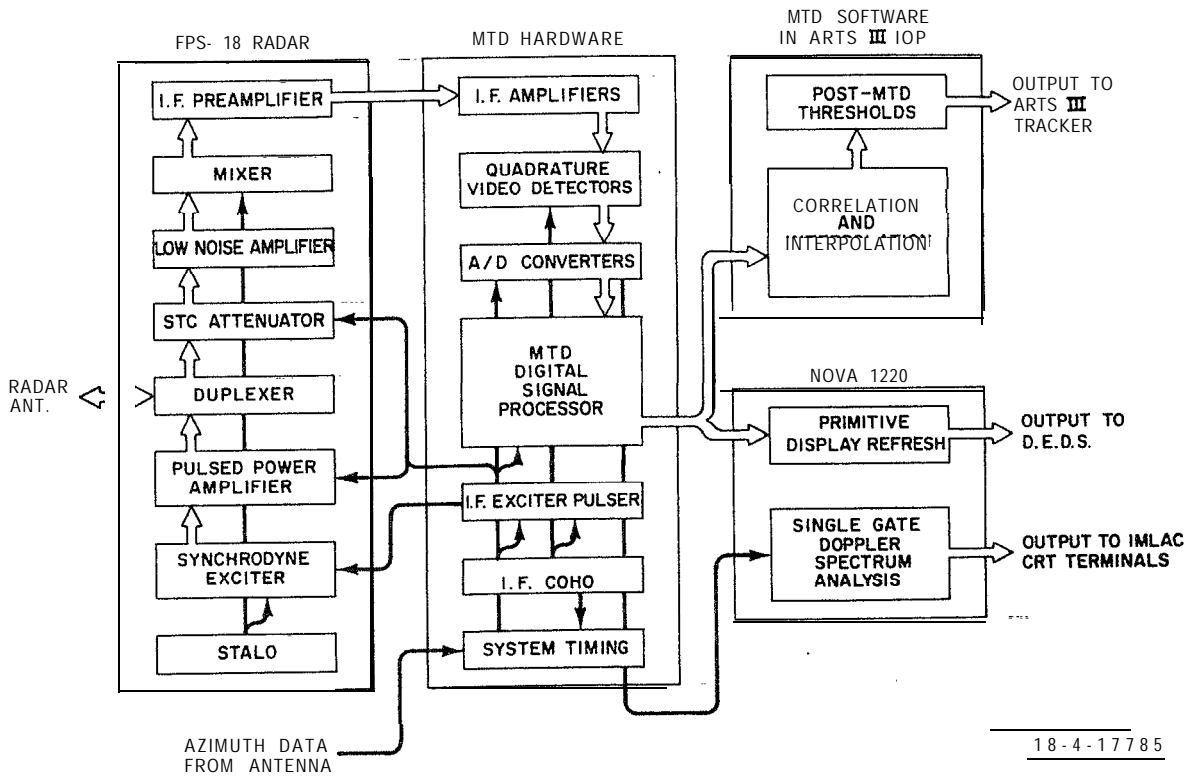 FPS-18 RADAR
I.F. PREAMPLIFIER
MIXER
LOW NOISE AMPLIFIER
STC ATTENUATOR
RADAR
ANT.
DUPLEXER
PULSED POWER
AMPLIFIER
SYNCHRODYNE
EXCITER
STALO
AZIMUTH DATA
FROM ANTENNA
MTD HARDWARE
I.F. AMPLIFIERS
QUADRATURE
VIDEO DETECTORS
A/D CONVERTERS
MTD
DIGITAL
SIGNAL
PROCESSOR
I.F. EXCITER PULSER
I.F. COHO
SYSTEM TIMING
MTD SOFTWARE
IN ARTS III IOP
POST-MTD
THRESHOLDS
CORRELATION
AND
INTERPOLATION
OUTPUT TO
ARTS III
TRACKER
NOVA 1220
PRIMITIVE
DISPLAY REFRESH
OUTPUT TO
D.E.D.S.
SINGLE GATE
DOPPLER
SPECTRUM
ANALYSIS
OUTPUT TO IMLAC
CRT TERMINALS
18-4-17785